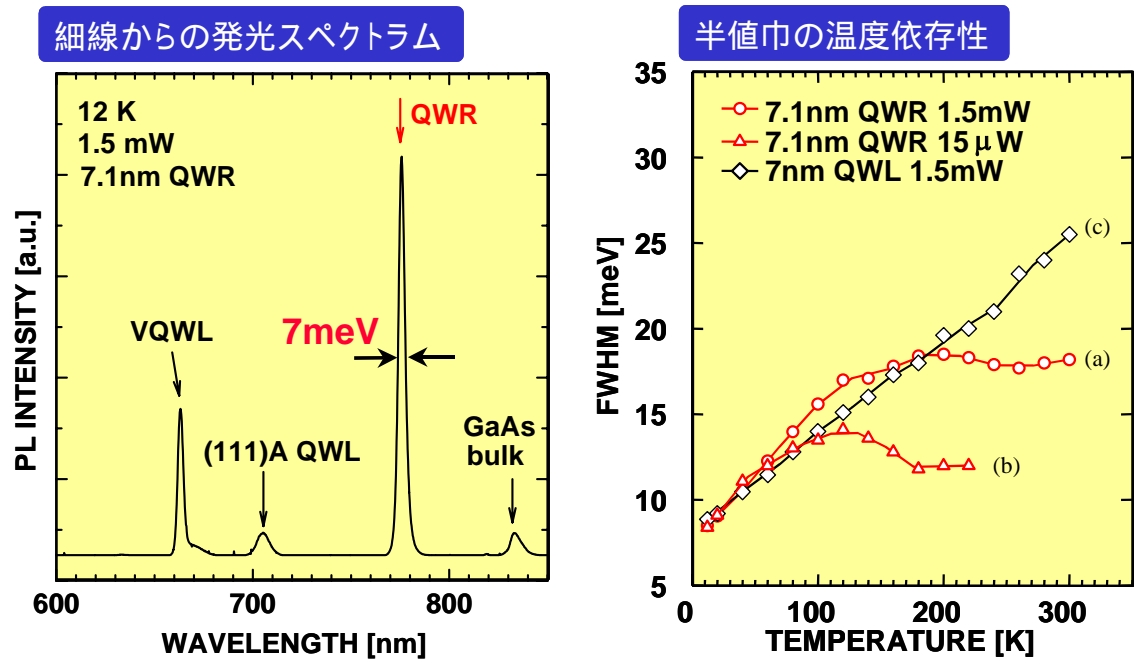 細線からの発光スペクトラム
12 K
1.5 mW
7.1nm QWR
QWR
7meV
VQWL
(111)A QWL
GaAs
bulk
PL INTENSITY [a.u.]
600
700
800
WAVELENGTH [nm]
半値巾の温度依存性
7.1nm QWR 1.5mW
7.1nm QWR 15μW
7nm QWL 1.5mW
(c)
(a)
(b)
FWHM [meV]
35
30
25
20
15
10
5
0
100
200
300
TEMPERATURE [K]